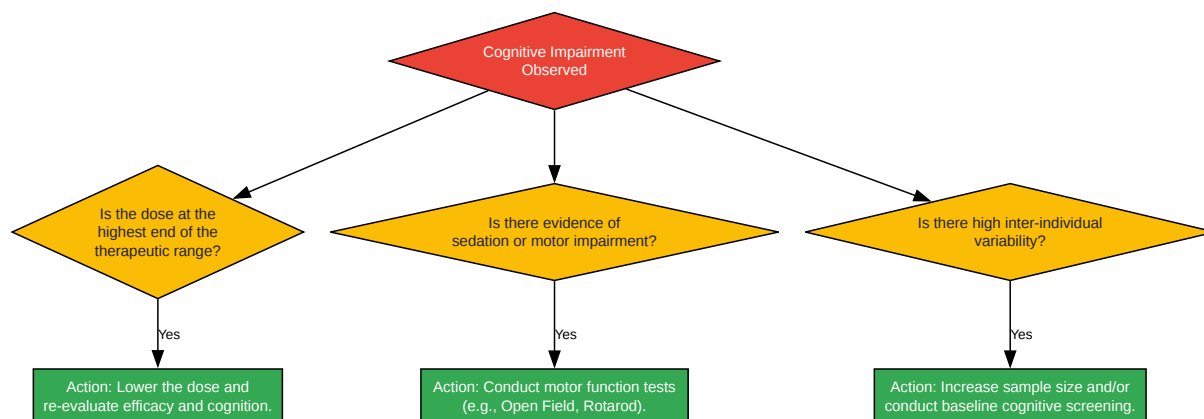 Cognitive Impairment
Observed
Is the dose at the
highest end of the
therapeutic range?
Is there evidence of
sedation or motor impairment?
Is there high inter-individual
variability?
Yes
Yes
Yes
Action: Lower the dose and
re-evaluate efficacy and cognition.
Action: Conduct motor function tests
(e.g., Open Field, Rotarod).
Action: Increase sample size and/or
conduct baseline cognitive screening.